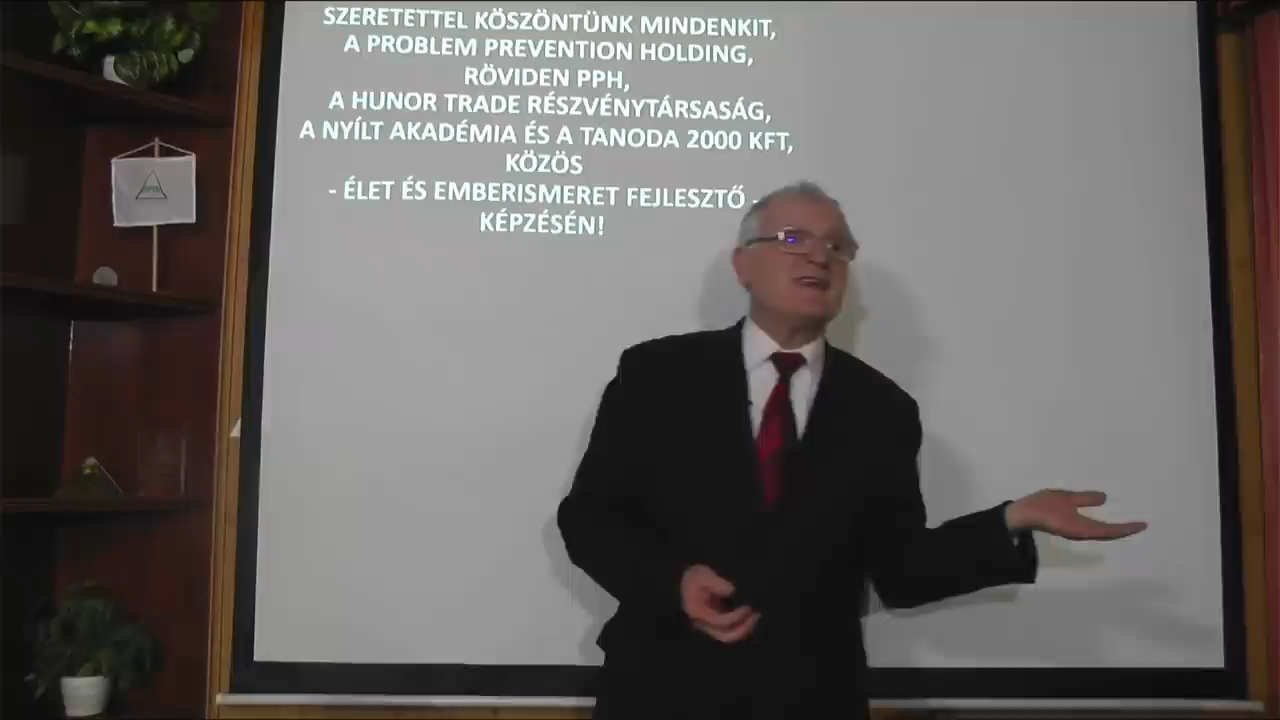 SZERETETTEL KÖSZÖNTÜNK MINDENKIT,
A PROBLEM PREVENTION HOLDING,
RÖVIDEN PPH,
A HUNOR TRADE RÉSZVÉNYTÁRSASÁG,
A NYÍLT AKADÉMIA ÉS A TANODA 2000 KFT,
KÖZÖS
- ÉLET ÉS EMBERISMERET FEJLESZTŐ -
KÉPZÉSÉN!